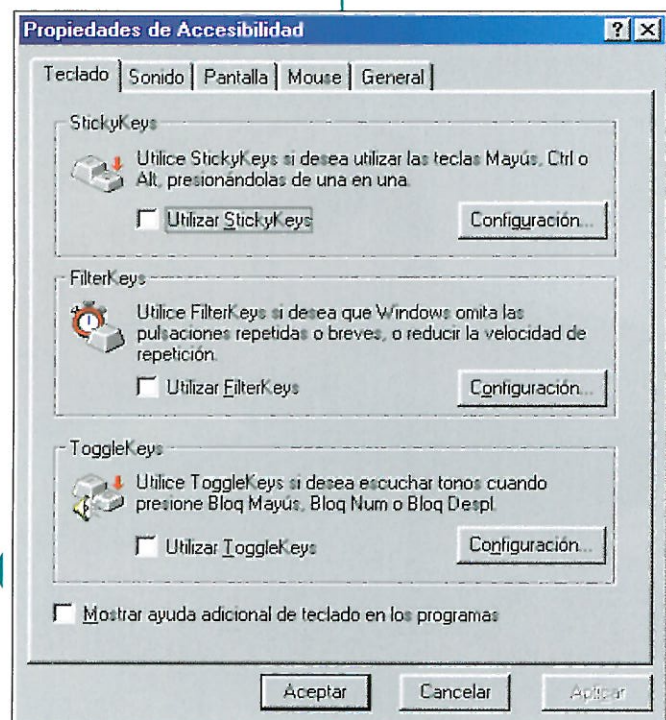 Propiedades de Accesibilidad
Teclado Sonido Pantalla Mouse General
StickyKeys
Utilice StickyKeys si desea utilizar las teclas Mayús, Ctrl o
Alt, presionándolas de una en una.
Utilizar StickyKeys
Configuración...
FilterKeys
Utilice FilterKeys si desea que Windows omita las
pulsaciones repetidas o breves, o reducir la velocidad de
repetición.
Utilizar FilterKeys
Configuración...
ToggleKeys
Utilice ToggleKeys si desea escuchar tonos cuando
presione Bloq Mayús, Bloq Num o Bloq Despl.
Utilizar ToggleKeys
Configuración...
Mostrar ayuda adicional de teclado en los programas
Aceptar Cancelar Aplicar